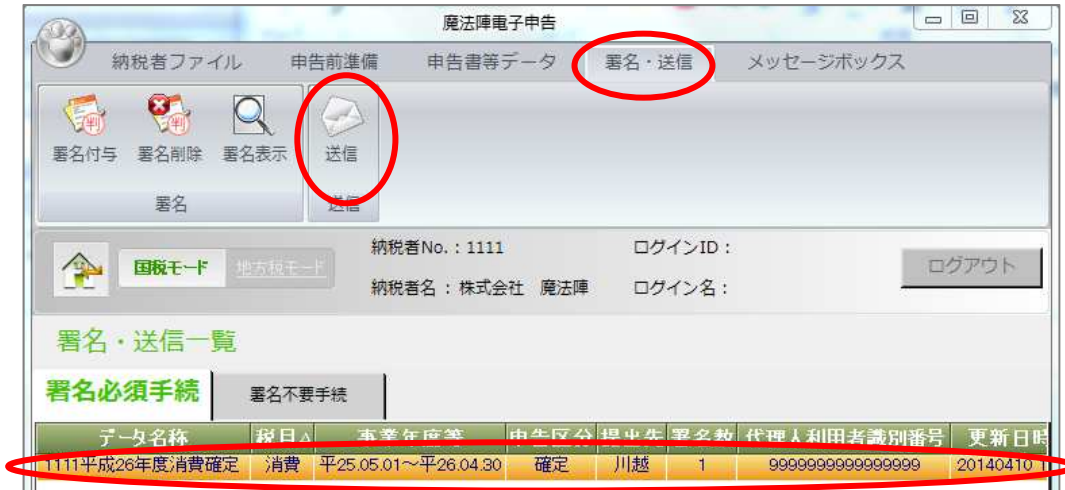 魔法陣電子申告
納税者ファイル 申告前準備 申告書等データ 署名・送信 メッセージボックス
署名付与 署名削除 署名表示 送信
署名 送信
納税者No.：1111 ログインID：
国税モード 地方税モード ログアウト
納税者名：株式会社 魔法陣 ログイン名：
署名・送信一覧
署名必須手続 署名不要手続
データ名称 税目△ 事業年度等 申告区分 提出先 署名数 代理人利用者識別番号 更新日時
1111平成26年度消費確定 消費 平25.05.01～平26.04.30 確定 川越 1 9999999999999999 20140410 1